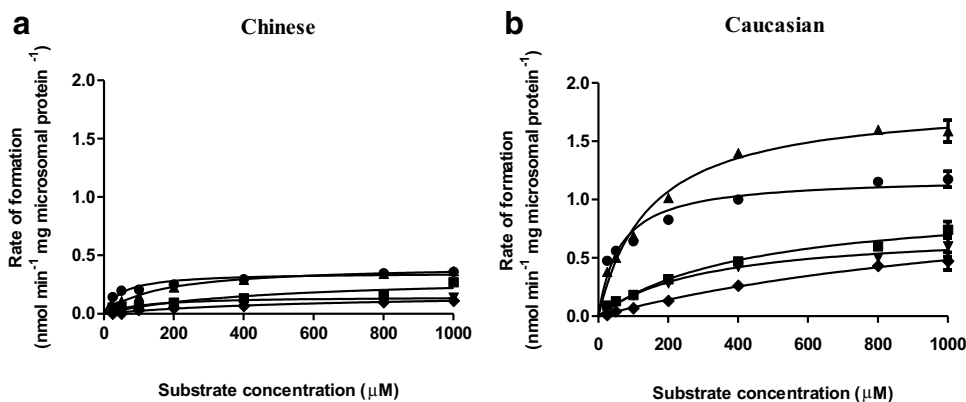 a
Chinese
Rate of formation
(nmol min⁻¹ mg microsomal protein ⁻¹)
2.0
1.5
1.0
0.5
0.0
0 200 400 600 800 1000
Substrate concentration (μM)
b
Caucasian
Rate of formation
(nmol min⁻¹ mg microsomal protein ⁻¹)
2.0
1.5
1.0
0.5
0.0
0 200 400 600 800 1000
Substrate concentration (μM)